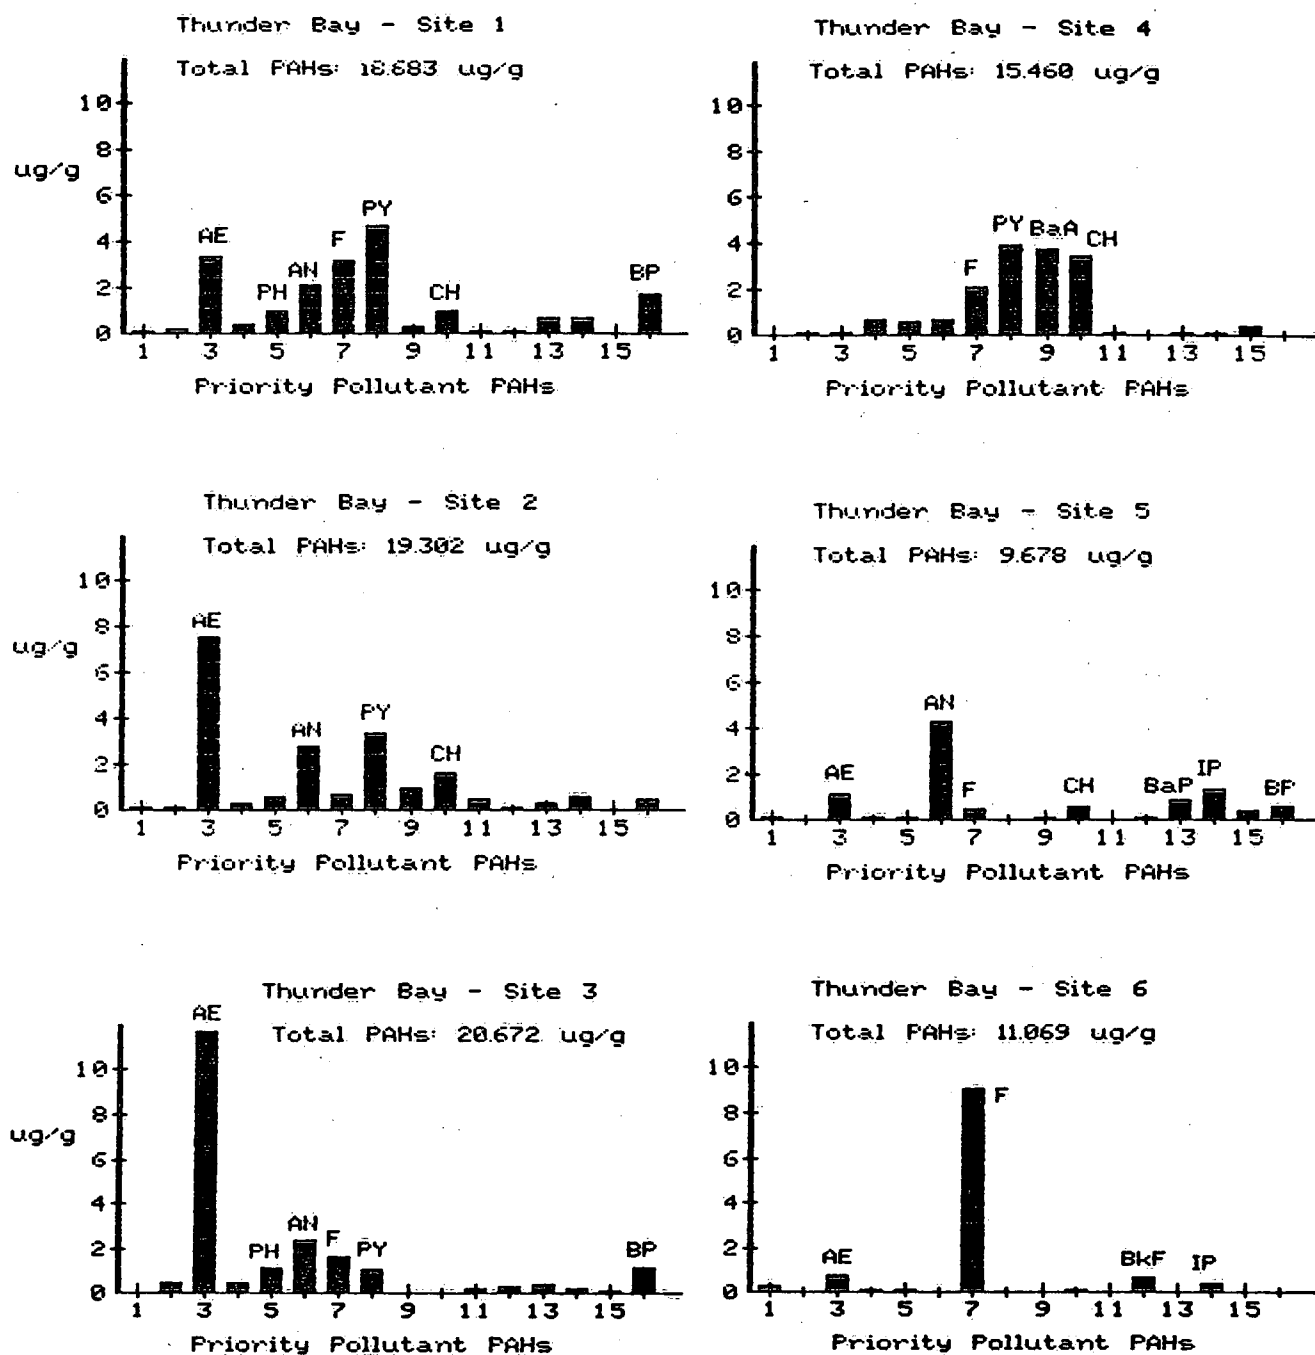 Thunder Bay - Site 1
Total PAHs: 18.683 ug/g
10
8
ug/g
6
4
2
0
AE
PH
AN
F
PY
CH
BP
1 3 5 7 9 11 13 15
Priority Pollutant PAHs
Thunder Bay - Site 4
Total PAHs: 15.460 ug/g
10
8
6
4
2
0
F
PY
BaA
CH
1 3 5 7 9 11 13 15
Priority Pollutant PAHs
Thunder Bay - Site 2
Total PAHs: 19.302 ug/g
10
8
ug/g
6
4
2
0
AE
AN
PY
CH
1 3 5 7 9 11 13 15
Priority Pollutant PAHs
Thunder Bay - Site 5
Total PAHs: 9.678 ug/g
10
8
6
4
2
0
AE
AN
F
CH
BaP
IP
BP
1 3 5 7 9 11 13 15
Priority Pollutant PAHs
Thunder Bay - Site 3
Total PAHs: 20.672 ug/g
10
8
ug/g
6
4
2
0
AE
PH
AN
F
PY
BP
1 3 5 7 9 11 13 15
Priority Pollutant PAHs
Thunder Bay - Site 6
Total PAHs: 11.069 ug/g
10
8
6
4
2
0
AE
F
BkF
IP
1 3 5 7 9 11 13 15
Priority Pollutant PAHs